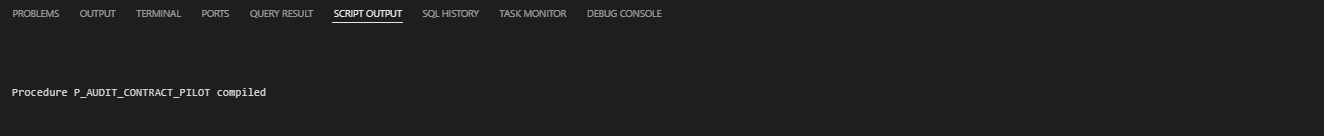 PROBLEMS OUTPUT TERMINAL PORTS QUERY RESULT SCRIPT OUTPUT SQL HISTORY TASK MONITOR DEBUG CONSOLE
Procedure P_AUDIT_CONTRACT_PILOT compiled